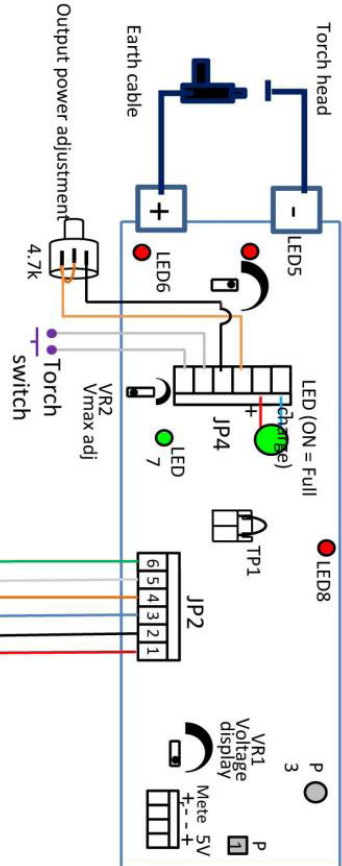 Torch head
Earth cable
Output power adjustment
-
+
LED5
LED6
4.7k
Torch
switch
LED (ON = Full
charge)
+
JP4
VR2
Vmax adj
LED
7
LED8
TP1
JP2
6
5
4
3
2
1
VR1
Voltage
display
P
3
Mete 5V
+ - - +
P
1